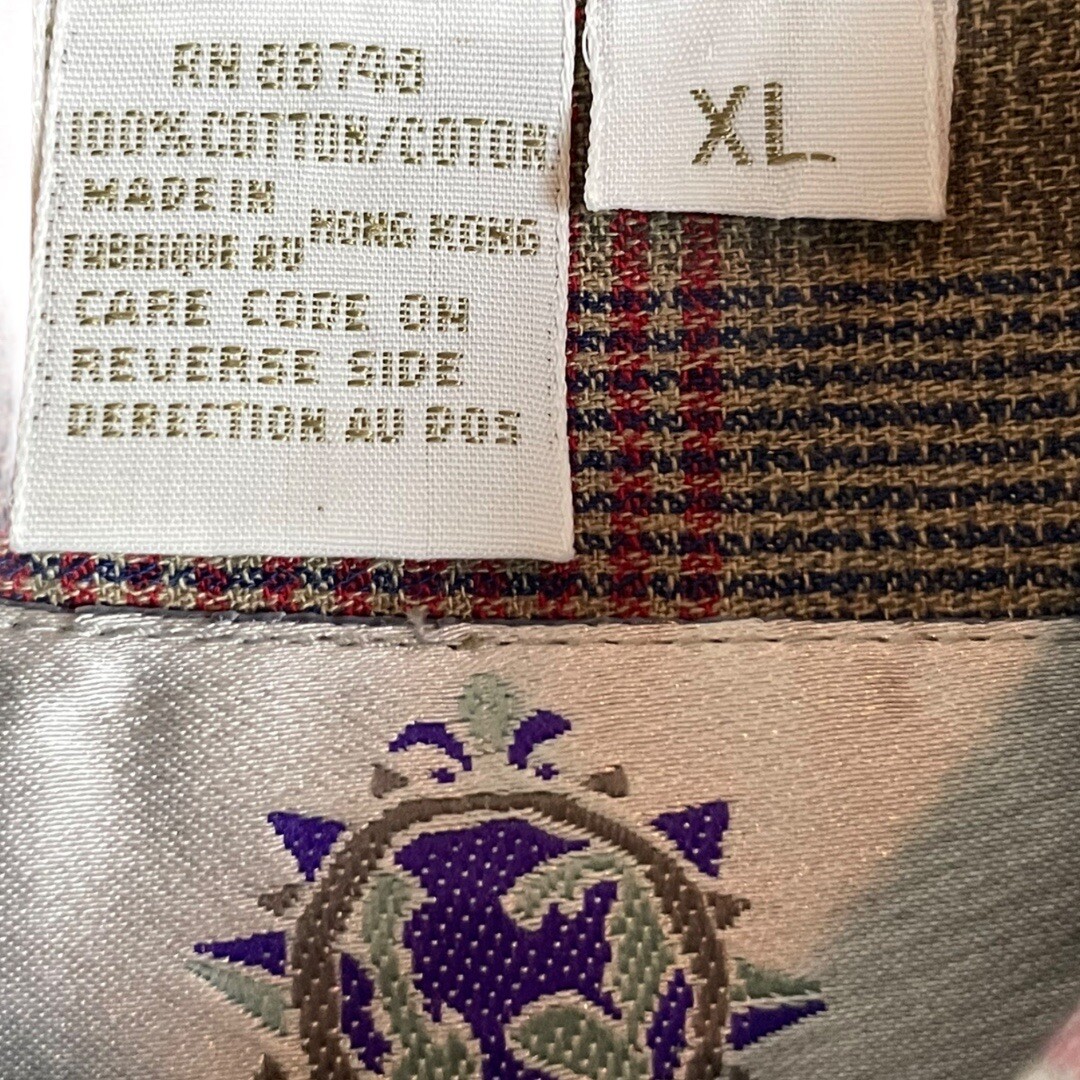 RN 88748
100% COTTON/COTON
MADE IN
FABRIQUE AU HONG KONG
CARE CODE ON
REVERSE SIDE
DERECTION AU DOS
XL